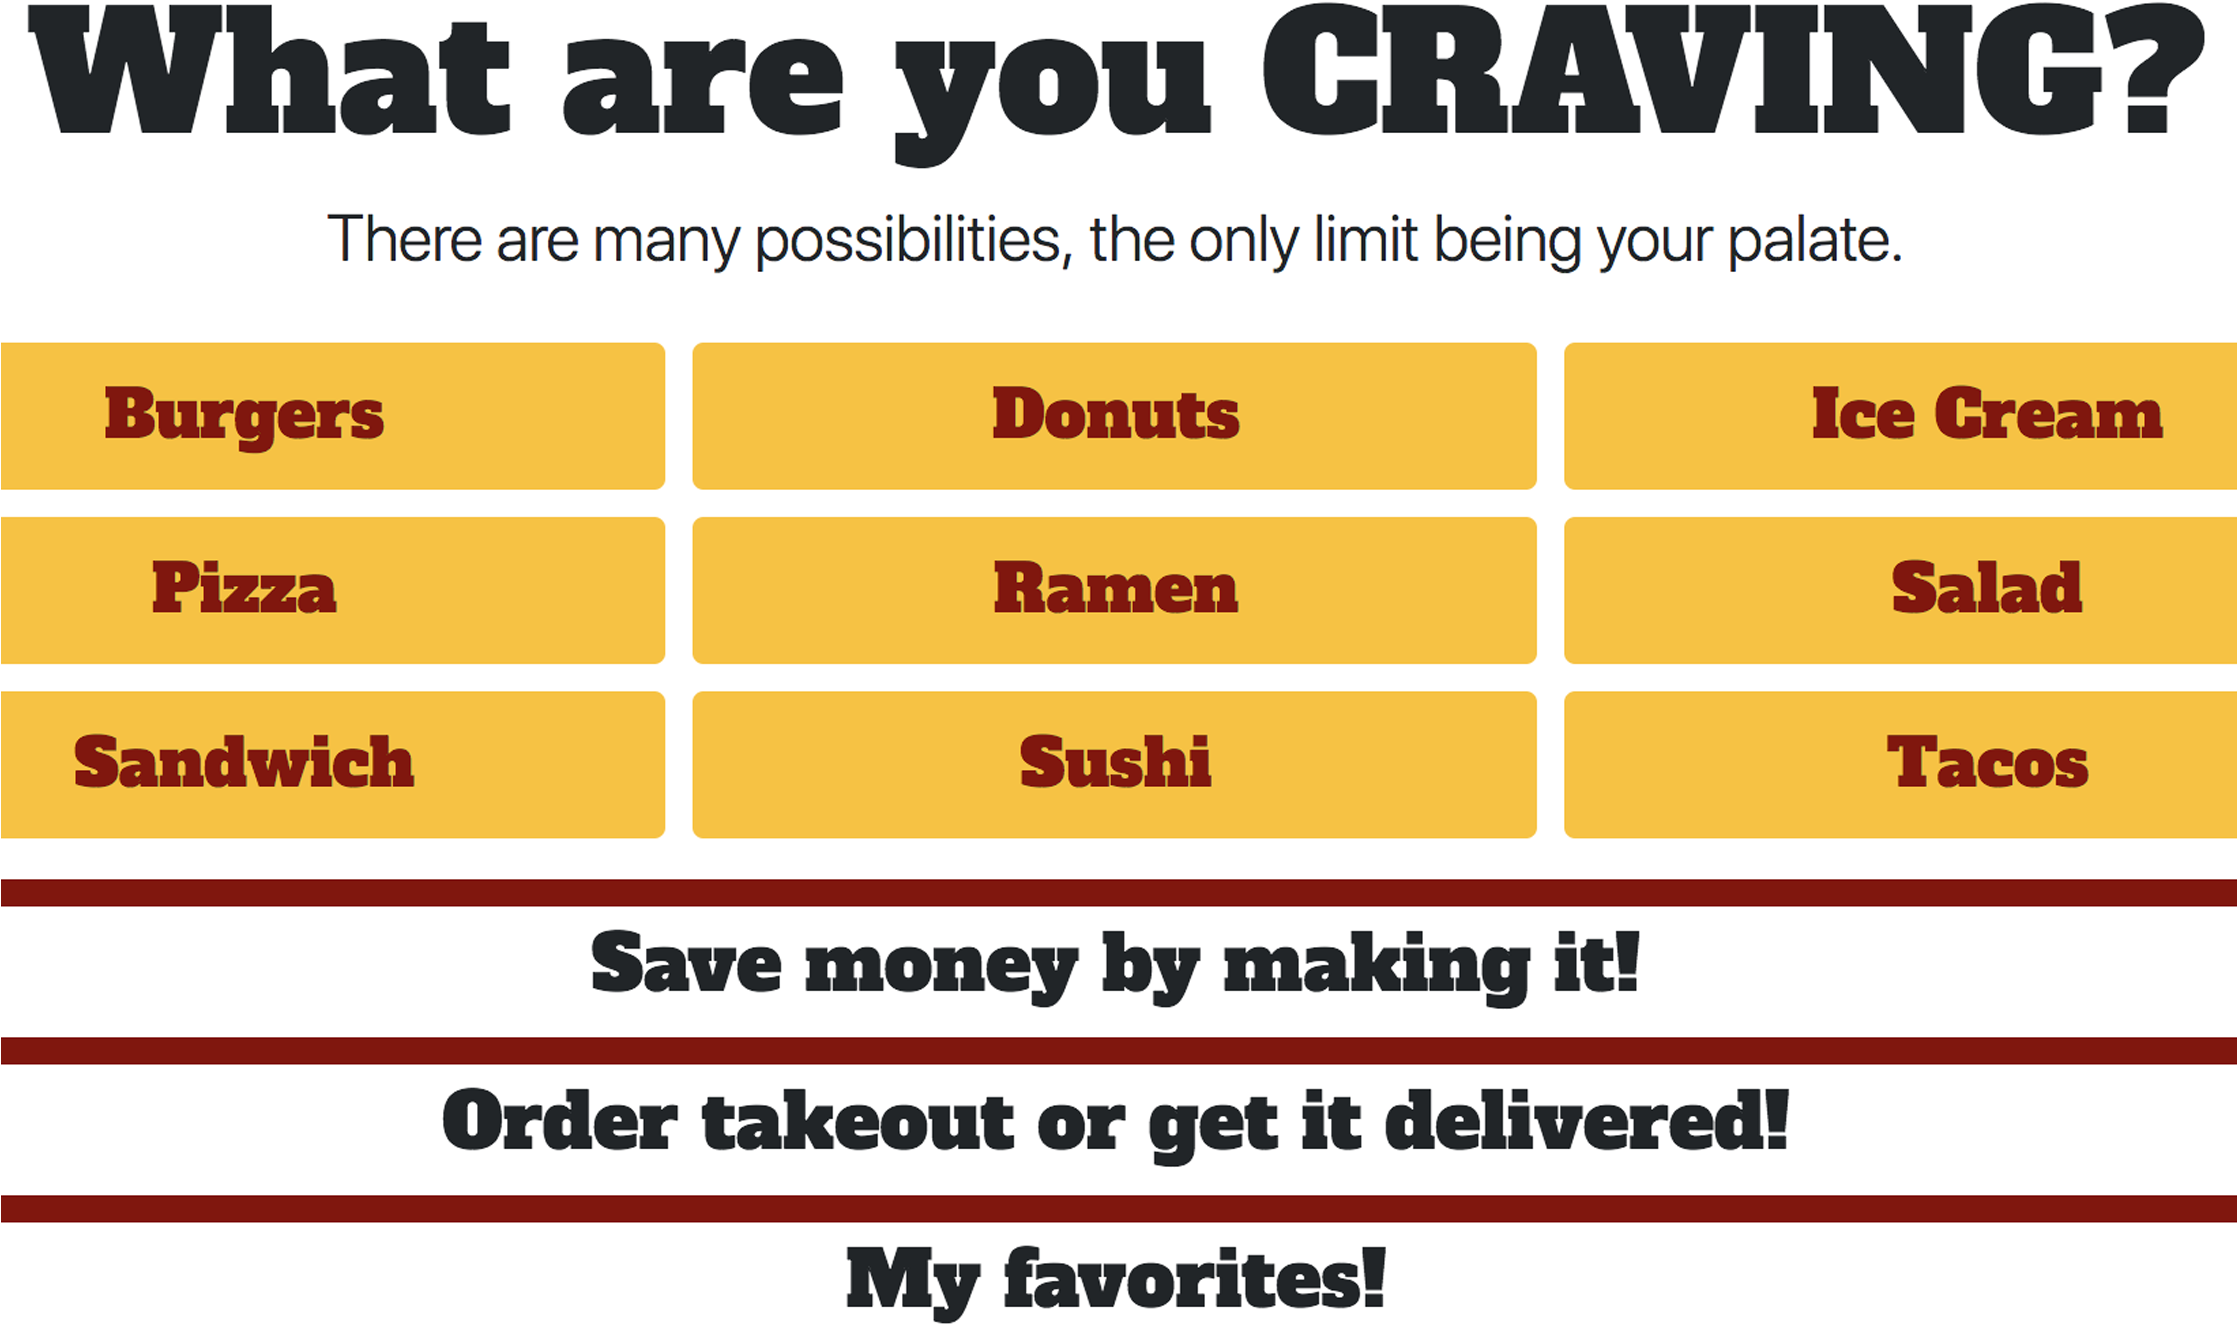 What are you CRAVING?
There are many possibilities, the only limit being your palate.
Burgers Donuts Ice Cream
Pizza Ramen Salad
Sandwich Sushi Tacos
Save money by making it!
Order takeout or get it delivered!
My favorites!